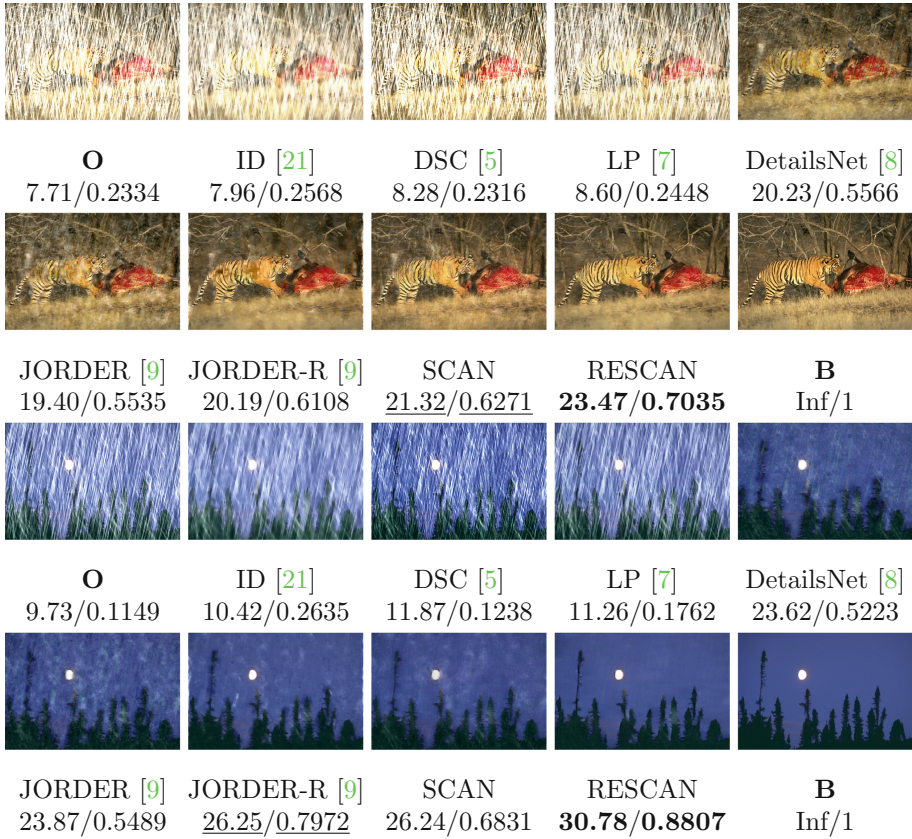 O ID [21] DSC [5] LP [7] DetailsNet [8]
7.71/0.2334 7.96/0.2568 8.28/0.2316 8.60/0.2448 20.23/0.5566
JORDER [9] JORDER-R [9] SCAN RESCAN B
19.40/0.5535 20.19/0.6108 21.32/0.6271 23.47/0.7035 Inf/1
O ID [21] DSC [5] LP [7] DetailsNet [8]
9.73/0.1149 10.42/0.2635 11.87/0.1238 11.26/0.1762 23.62/0.5223
JORDER [9] JORDER-R [9] SCAN RESCAN B
23.87/0.5489 26.25/0.7972 26.24/0.6831 30.78/0.8807 Inf/1